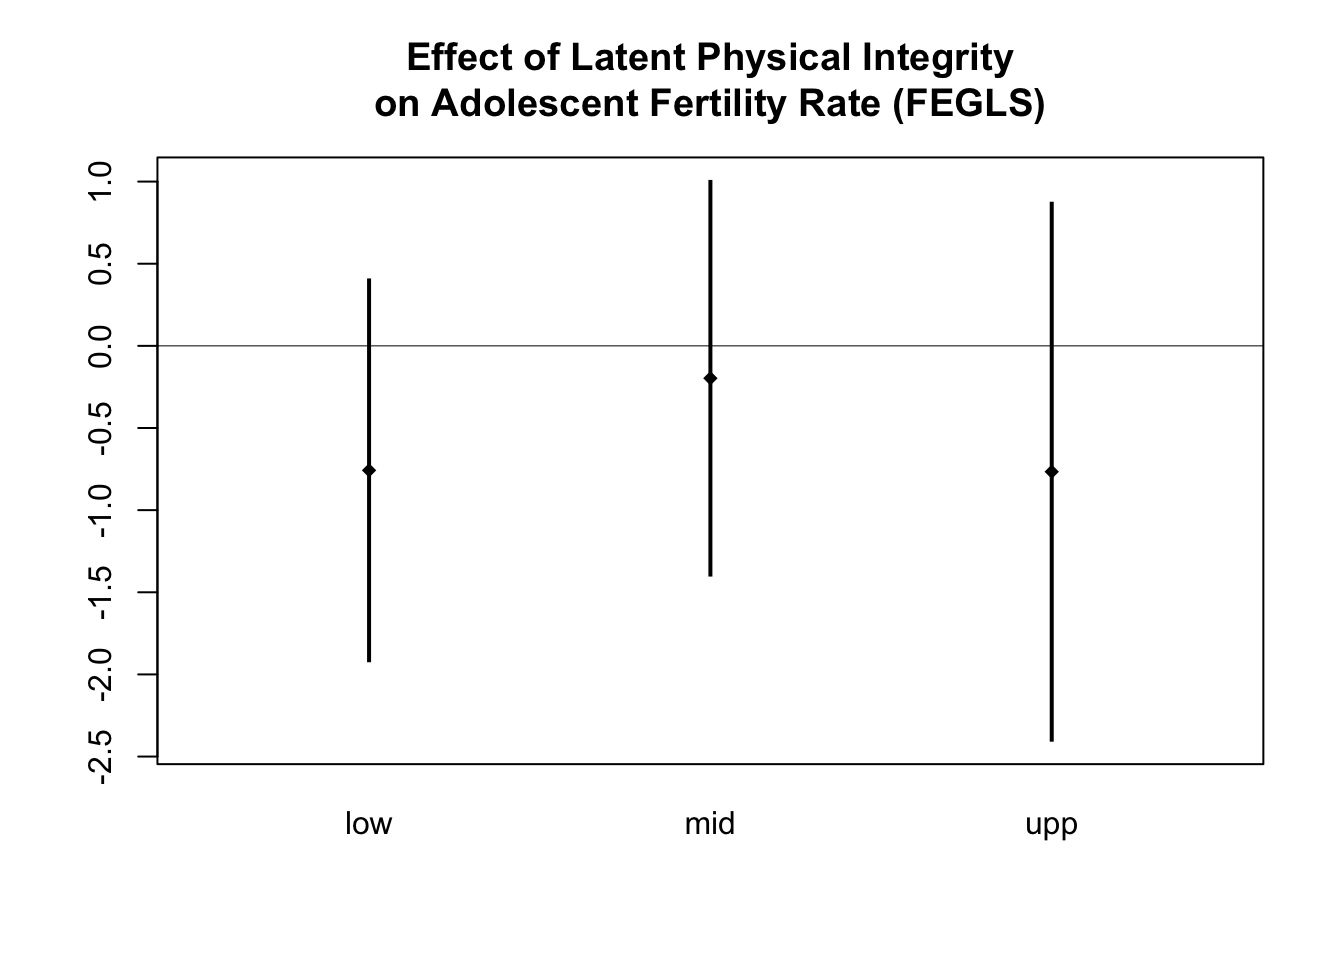 Effect of Latent Physical Integrity
on Adolescent Fertility Rate (FEGLS)
1.0
0.5
0.0
-0.5
-1.0
-1.5
-2.0
-2.5
low mid upp